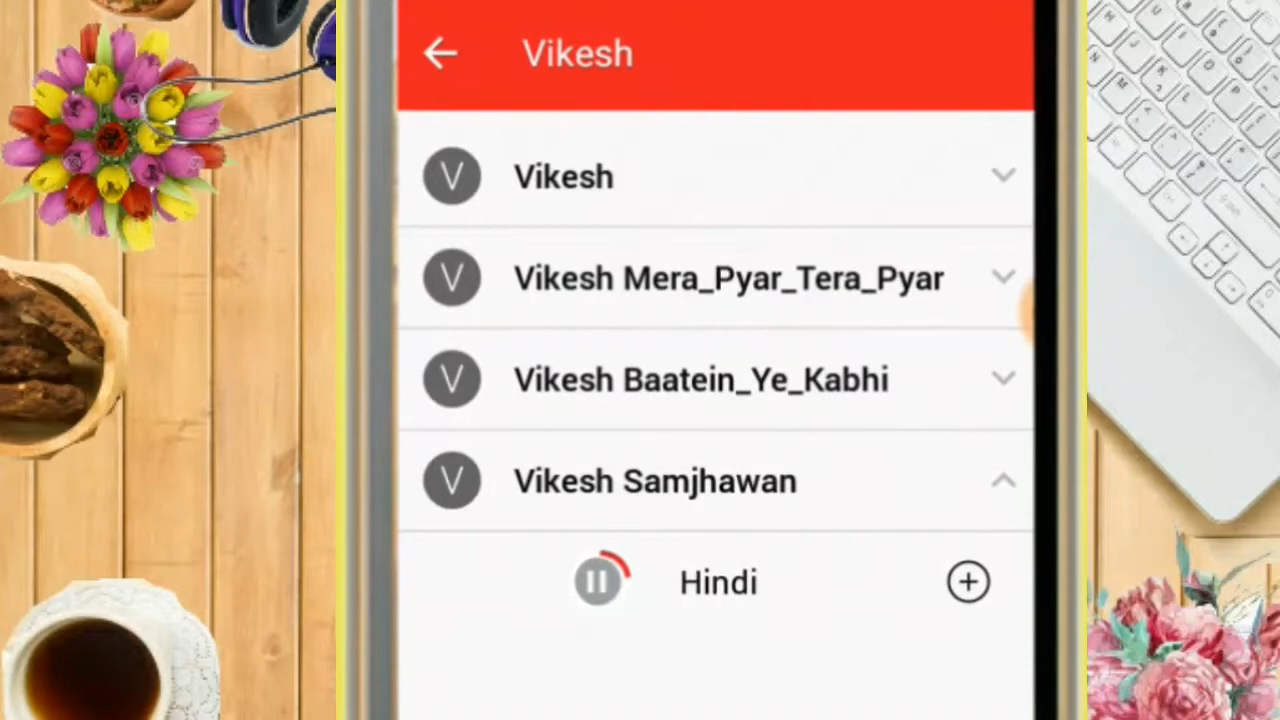 Vikesh
V Vikesh
V Vikesh Mera_Pyar_Tera_Pyar
V Vikesh Baatein_Ye_Kabhi
V Vikesh Samjhawan
Hindi